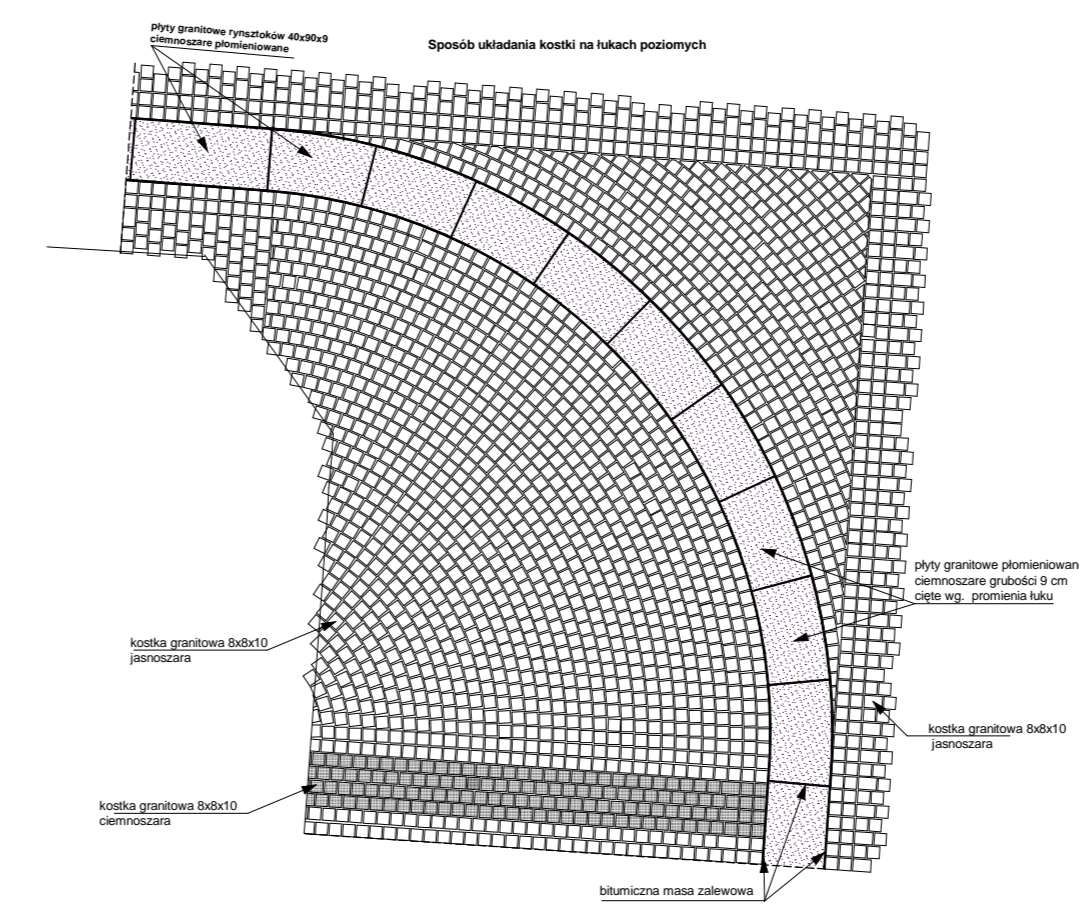 płyty granitowe rynsztoków 40x90x9
ciemnoszare płomieniowane
Sposób układania kostki na łukach poziomych
płyty granitowe płomieniowan
ciemnoszare grubości 9 cm
cięte wg. promienia łuku
kostka granitowa 8x8x10
jasnoszara
kostka granitowa 8x8x10
jasnoszara
kostka granitowa 8x8x10
ciemnoszara
bitumiczna masa zalewowa